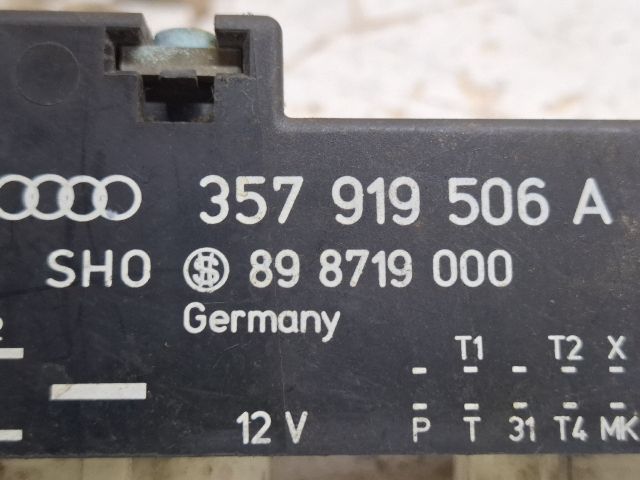 357 919 506 A
SHO 89 8719 000
Germany
T1 T2 X
12 V P T 31 T4 MK